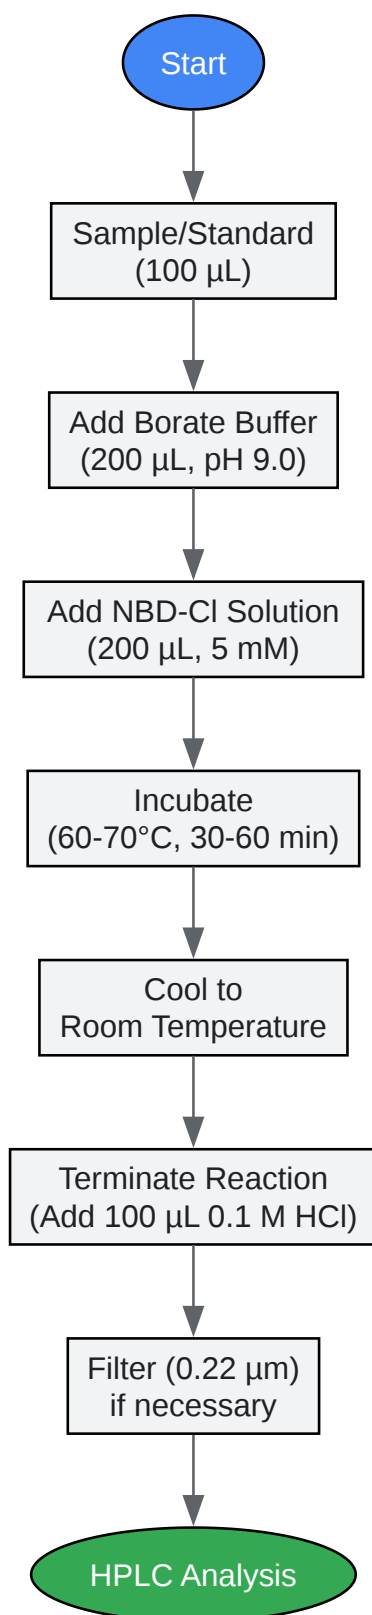 Start
Sample/Standard
(100 µL)
Add Borate Buffer
(200 µL, pH 9.0)
Add NBD-Cl Solution
(200 µL, 5 mM)
Incubate
(60-70°C, 30-60 min)
Cool to
Room Temperature
Terminate Reaction
(Add 100 µL 0.1 M HCl)
Filter (0.22 µm)
if necessary
HPLC Analysis